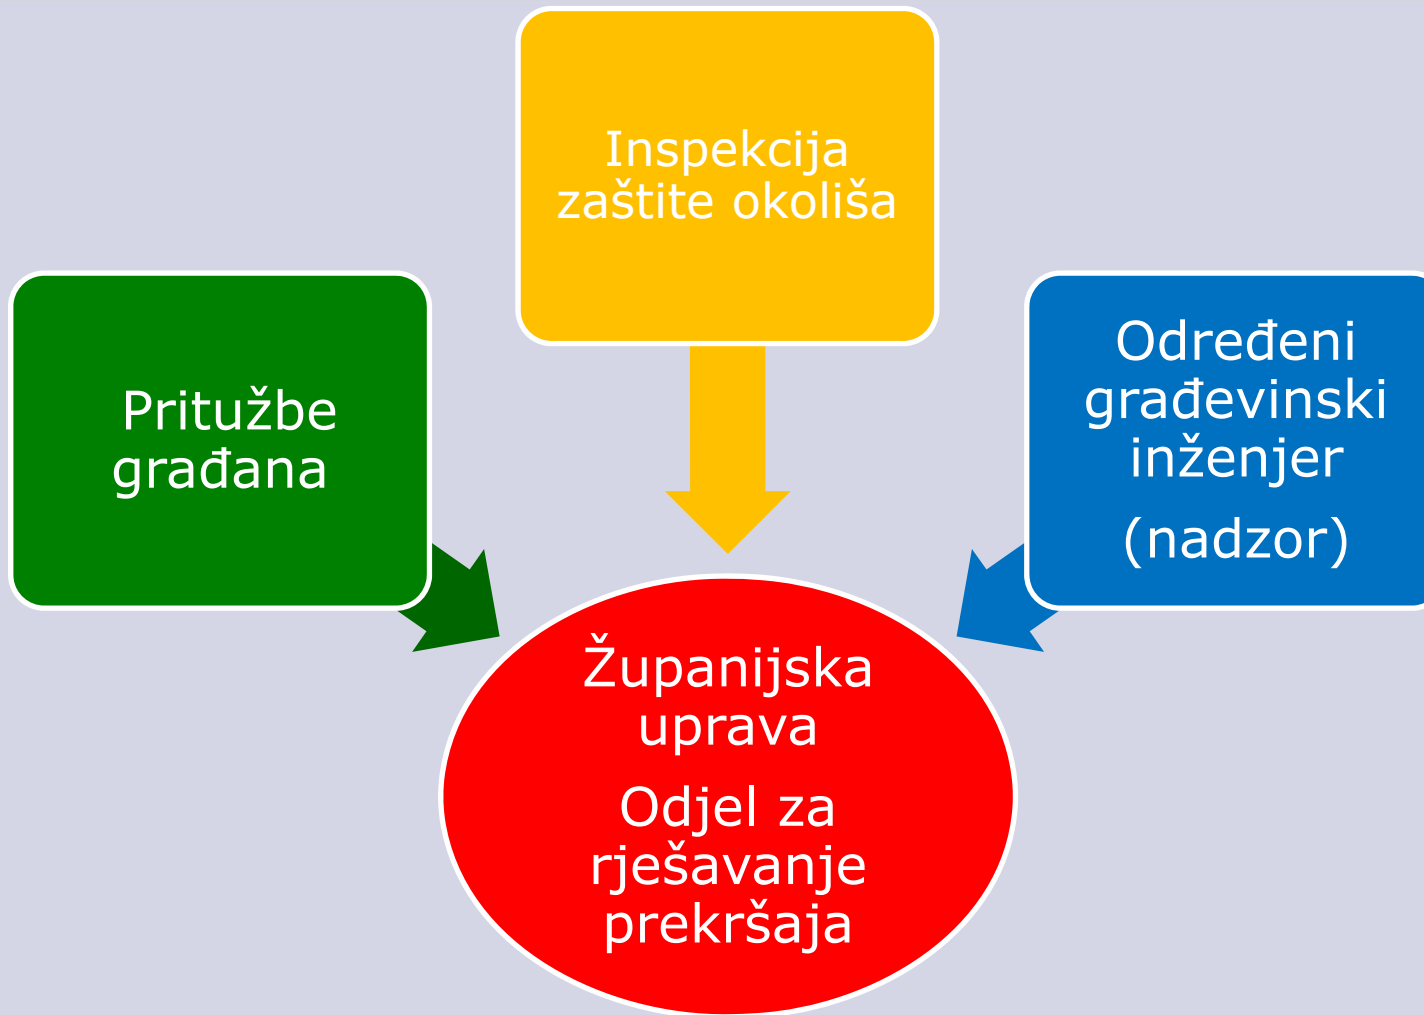 Inspekcija
zaštite okoliša
Pritužbe
građana
Određeni
građevinski
inženjer
(nadzor)
Županijska
uprava
Odjel za
rješavanje
prekršaja